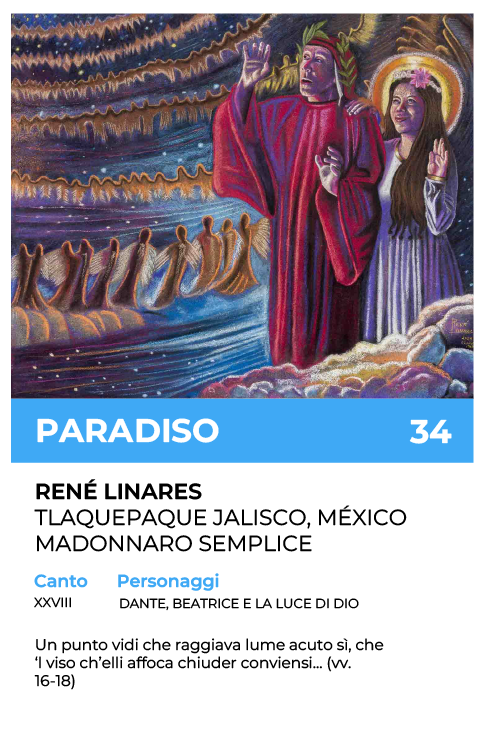 PARADISO 34
RENÉ LINARES
TLAQUEPAQUE JALISCO, MÉXICO
MADONNARO SEMPLICE
Canto Personaggi
XXVIII DANTE, BEATRICE E LA LUCE DI DIO
Un punto vidi che raggiava lume acuto sì, che
‘l viso ch’elli affoca chiuder conviensi... (vv.
16-18)